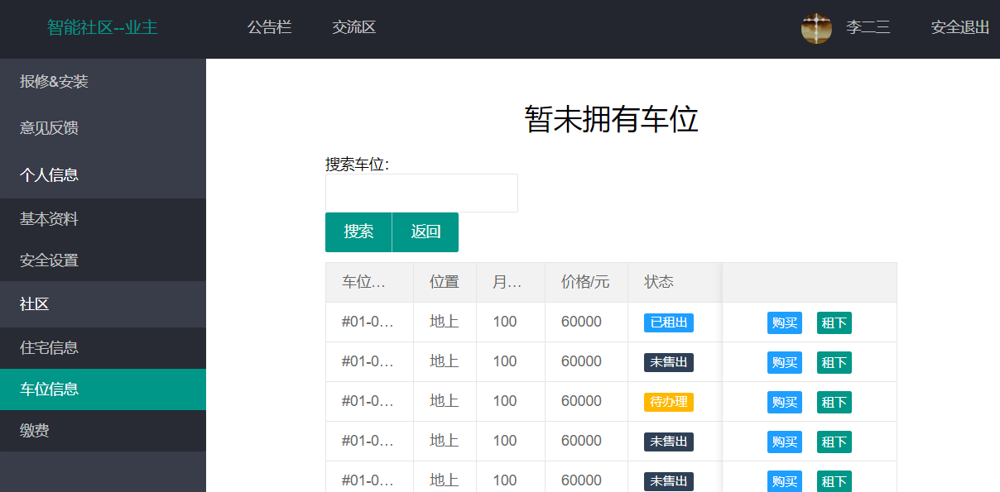 智能社区--业主 公告栏 交流区 李二三 安全退出
报修&安装
意见反馈
个人信息
基本资料
安全设置
社区
住宅信息
车位信息
缴费
暂未拥有车位
搜索车位：
搜索 返回
车位… 位置 月… 价格/元 状态
#01-0… 地上 100 60000 已租出 购买 租下
#01-0… 地上 100 60000 未售出 购买 租下
#01-0… 地上 100 60000 待办理 购买 租下
#01-0… 地上 100 60000 未售出 购买 租下
#01-0… 地上 100 60000 未售出 购买 租下